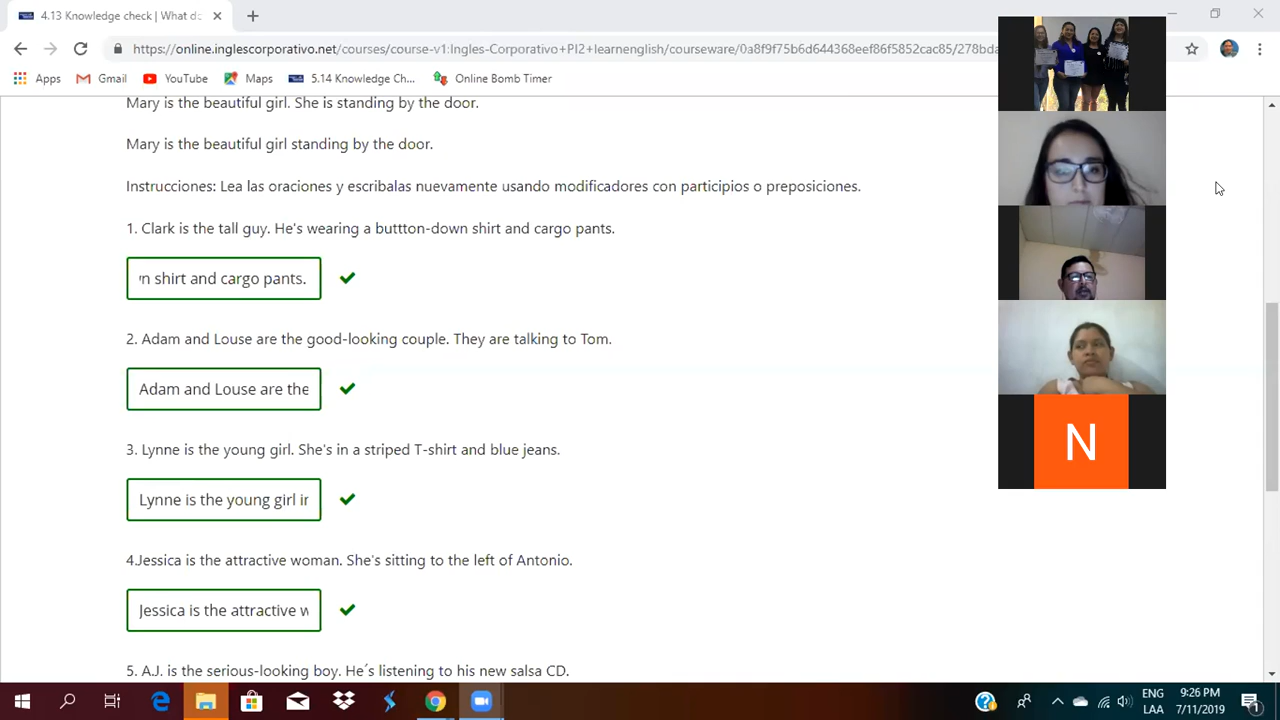 4.13 Knowledge check | What do
https://online.inglescorporativo.net/courses/course-v1:Ingles-Corporativo+PI2+learnenglish/courseware/0a8f9f75b6d644368eef86f5852cac85/278bda
Apps Gmail YouTube Maps 5.14 Knowledge Ch... Online Bomb Timer
Mary is the beautiful girl. She is standing by the door.
Mary is the beautiful girl standing by the door.
Instrucciones: Lea las oraciones y escribalas nuevamente usando modificadores con participios o preposiciones.
1. Clark is the tall guy. He's wearing a buttton-down shirt and cargo pants.
n shirt and cargo pants.
2. Adam and Louse are the good-looking couple. They are talking to Tom.
Adam and Louse are the
3. Lynne is the young girl. She's in a striped T-shirt and blue jeans.
Lynne is the young girl in
4.Jessica is the attractive woman. She's sitting to the left of Antonio.
Jessica is the attractive w
5. A.J. is the serious-looking boy. He´s listening to his new salsa CD.
N
ENG 9:26 PM
LAA 7/11/2019 1